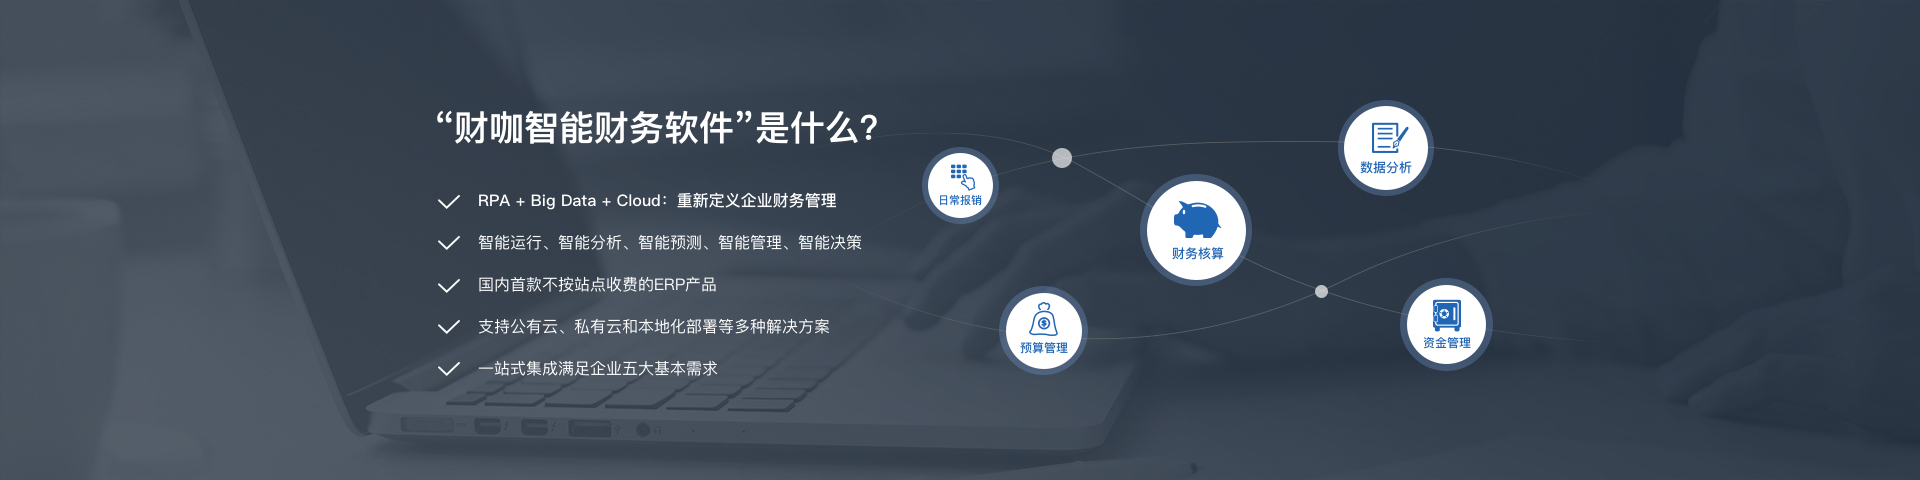 “财咖智能财务软件”是什么？
RPA + Big Data + Cloud：重新定义企业财务管理
智能运行、智能分析、智能预测、智能管理、智能决策
国内首款不按站点收费的ERP产品
支持公有云、私有云和本地化部署等多种解决方案
一站式集成满足企业五大基本需求
日常报销
数据分析
财务核算
预算管理
资金管理